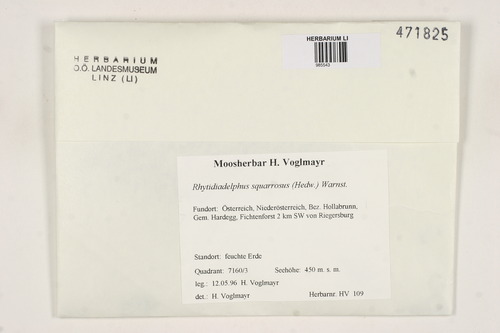 HERBARIUM
O.Ö. LANDESMUSEUM
LINZ (LI)
HERBARIUM LI
985543
471825
Moosherbar H. Voglmayr
Rhytidiadelphus squarrosus (Hedw.) Warnst.
Fundort: Österreich, Niederösterreich, Bez. Hollabrunn,
Gem. Hardegg, Fichtenforst 2 km SW von Riegersburg
Standort: feuchte Erde
Quadrant: 7160/3 Seehöhe: 450 m. s. m.
leg.: 12.05.96 H. Voglmayr
det.: H. Voglmayr Herbarnr. HV 109